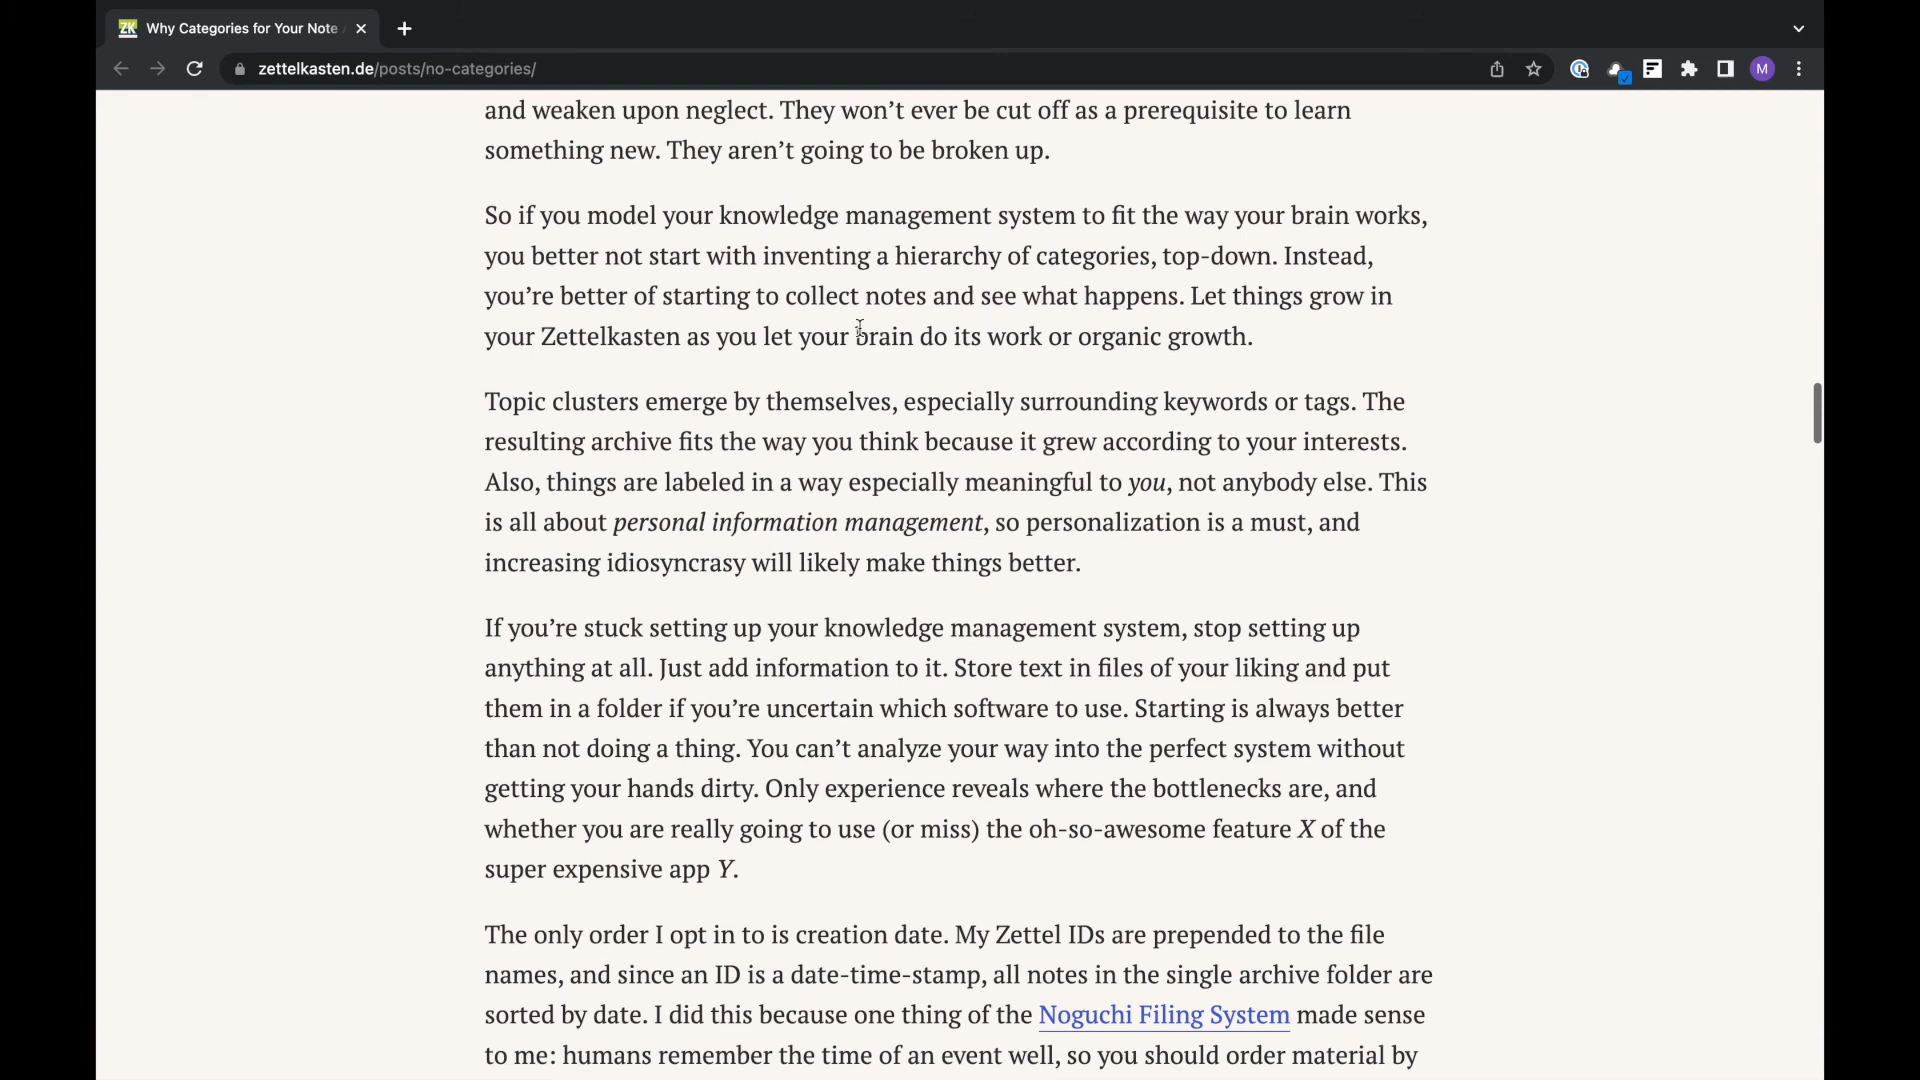 ZK Why Categories for Your Note
zettelkasten.de/posts/no-categories/
M
and weaken upon neglect. They won’t ever be cut off as a prerequisite to learn
something new. They aren’t going to be broken up.
So if you model your knowledge management system to fit the way your brain works,
you better not start with inventing a hierarchy of categories, top-down. Instead,
you’re better of starting to collect notes and see what happens. Let things grow in
your Zettelkasten as you let your brain do its work or organic growth.
Topic clusters emerge by themselves, especially surrounding keywords or tags. The
resulting archive fits the way you think because it grew according to your interests.
Also, things are labeled in a way especially meaningful to you, not anybody else. This
is all about personal information management, so personalization is a must, and
increasing idiosyncrasy will likely make things better.
If you’re stuck setting up your knowledge management system, stop setting up
anything at all. Just add information to it. Store text in files of your liking and put
them in a folder if you’re uncertain which software to use. Starting is always better
than not doing a thing. You can’t analyze your way into the perfect system without
getting your hands dirty. Only experience reveals where the bottlenecks are, and
whether you are really going to use (or miss) the oh-so-awesome feature X of the
super expensive app Y.
The only order I opt in to is creation date. My Zettel IDs are prepended to the file
names, and since an ID is a date-time-stamp, all notes in the single archive folder are
sorted by date. I did this because one thing of the Noguchi Filing System made sense
to me: humans remember the time of an event well, so you should order material by